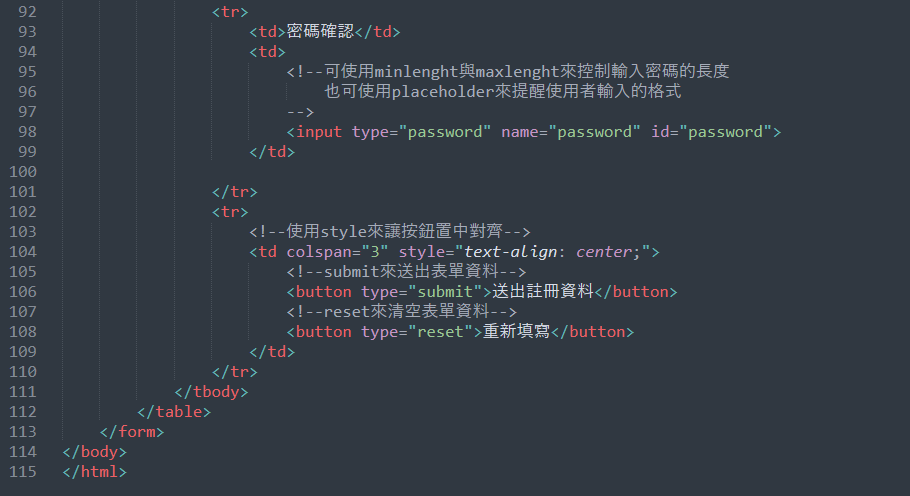 92 <tr>
93 <td>密碼確認</td>
94 <td>
95 <!--可使用minlenght與maxlenght來控制輸入密碼的長度
96 也可使用placeholder來提醒使用者輸入的格式
97 -->
98 <input type="password" name="password" id="password">
99 </td>
100
101 </tr>
102 <tr>
103 <!--使用style來讓按鈕置中對齊-->
104 <td colspan="3" style="text-align: center;">
105 <!--submit來送出表單資料-->
106 <button type="submit">送出註冊資料</button>
107 <!--reset來清空表單資料-->
108 <button type="reset">重新填寫</button>
109 </td>
110 </tr>
111 </tbody>
112 </table>
113 </form>
114 </body>
115 </html>